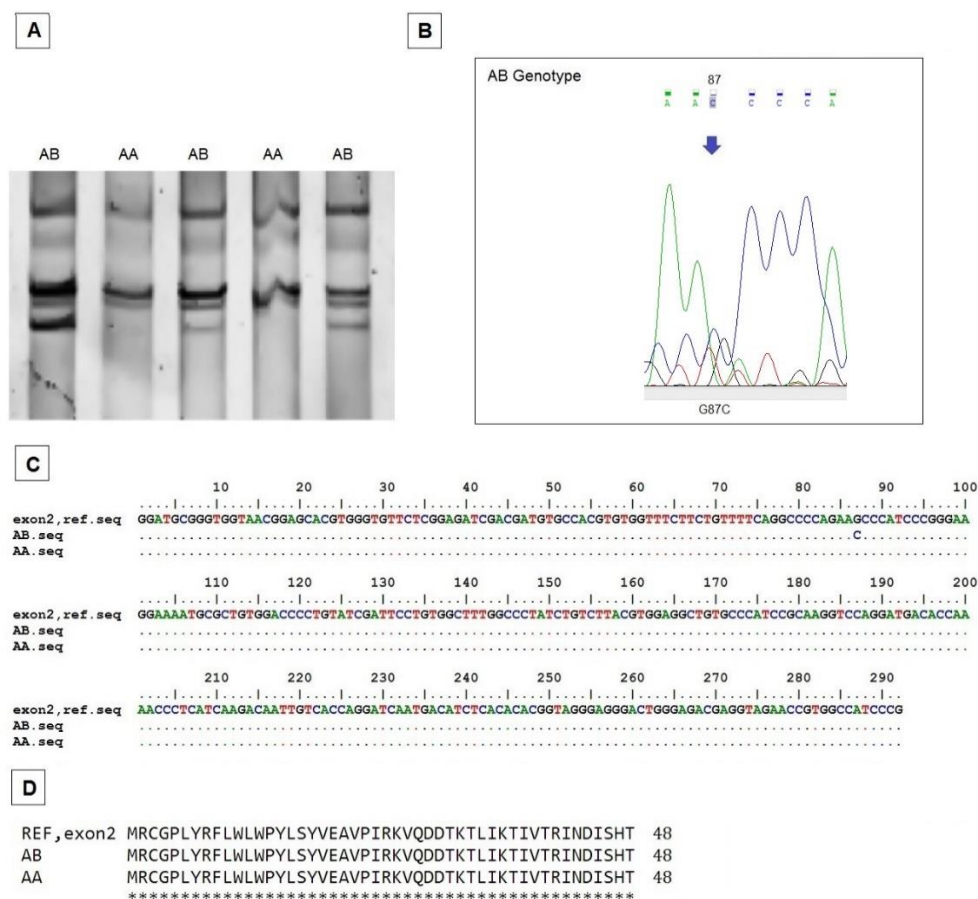 A
B
AB AA AB AA AB
AB Genotype
87
A A C C C C A
G87C
C
10 20 30 40 50 60 70 80 90 100
exon2,ref.seq GGATGCGGGTGGTAACGGAGCACGTGGGTGTTCTCGGAGATCGACGATGTGCCACGTGTGGTTTCTTCTGTTTTCAGGCCCCAGAAGCCCATCCCGGGAA
AB.seq ......................................................................................C.............
AA.seq ....................................................................................................
110 120 130 140 150 160 170 180 190 200
exon2,ref.seq GGAAAATGCGCTGTGGACCCCTGTATCGATTCCTGTGGCTTTGGCCCTATCTGTCTTACGTGGAGGCTGTGCCCATCCGCAAGGTCCAGGATGACACCAA
AB.seq ....................................................................................................
AA.seq ....................................................................................................
210 220 230 240 250 260 270 280 290
exon2,ref.seq AACCCTCATCAAGACAATTGTCACCAGGATCAATGACATCTCACACACGGTAGGGAGGGACTGGGAGACGAGGTAGAACCGTGGCCATCCCG
AB.seq ............................................................................................
AA.seq ............................................................................................
D
REF,exon2 MRCGPLYRFLWLWPYLSYVEAVPIRKVQDDTKTLIKTIVTRINDISHT 48
AB MRCGPLYRFLWLWPYLSYVEAVPIRKVQDDTKTLIKTIVTRINDISHT 48
AA MRCGPLYRFLWLWPYLSYVEAVPIRKVQDDTKTLIKTIVTRINDISHT 48
************************************************